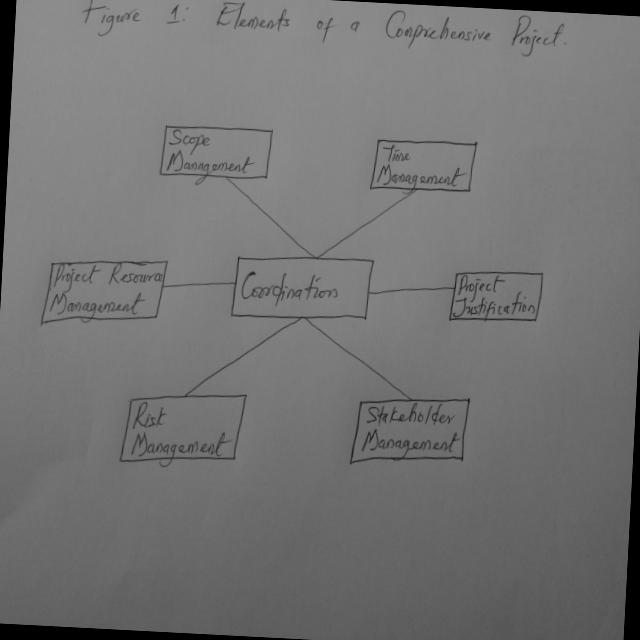 Figure 1: Elements of a Comprehensive Project.
Scope
Management
Time
Management
Project Resource
Management
Coordination
Project
Justification
Risk
Management
Stakeholder
Management